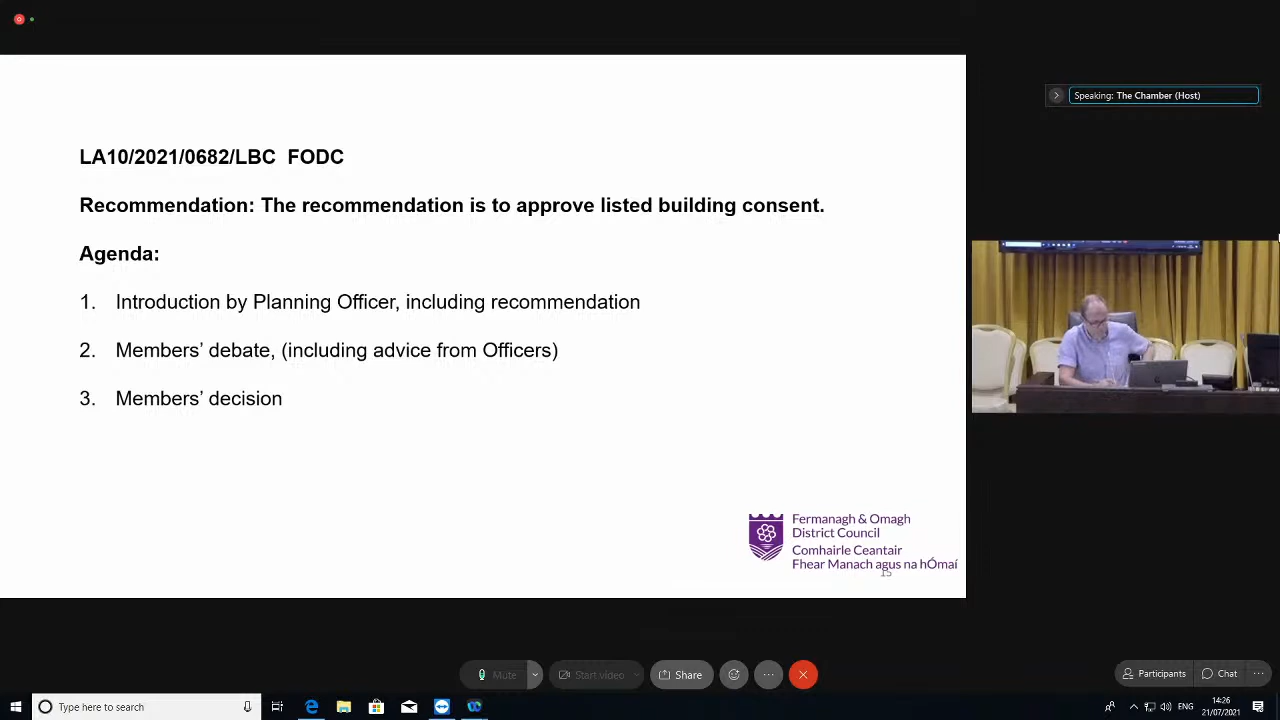 Speaking: The Chamber (Host)
LA10/2021/0682/LBC FODC
Recommendation: The recommendation is to approve listed building consent.
Agenda:
1. Introduction by Planning Officer, including recommendation
2. Members’ debate, (including advice from Officers)
3. Members’ decision
Fermanagh & Omagh
District Council
Comhairle Ceantair
Fhear Manach agus na hÓmaí
15
Mute
Start video
Share
Participants
Chat
Type here to search
ENG
14:26
21/07/2021